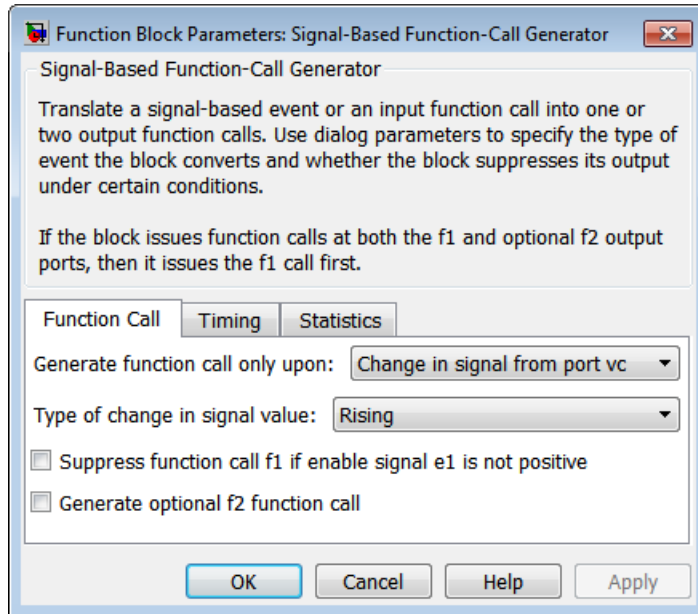 Function Block Parameters: Signal-Based Function-Call Generator
Signal-Based Function-Call Generator
Translate a signal-based event or an input function call into one or
two output function calls. Use dialog parameters to specify the type of
event the block converts and whether the block suppresses its output
under certain conditions.
If the block issues function calls at both the f1 and optional f2 output
ports, then it issues the f1 call first.
Function Call Timing Statistics
Generate function call only upon: Change in signal from port vc
Type of change in signal value: Rising
Suppress function call f1 if enable signal e1 is not positive
Generate optional f2 function call
OK Cancel Help Apply